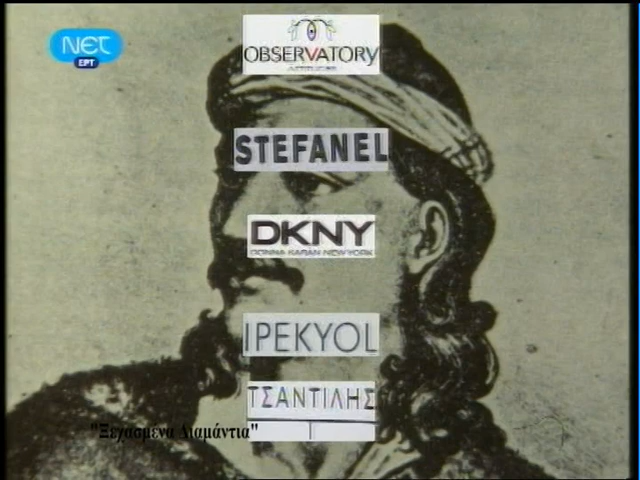 NET
ΕΡΤ
OBSERVATORY
STEFANEL
DKNY
DONNA KARAN NEW YORK
IPEKYOL
ΤΣΑΝΤΙΛΗΣ
"Ξεχασμένα Διαμάντια"